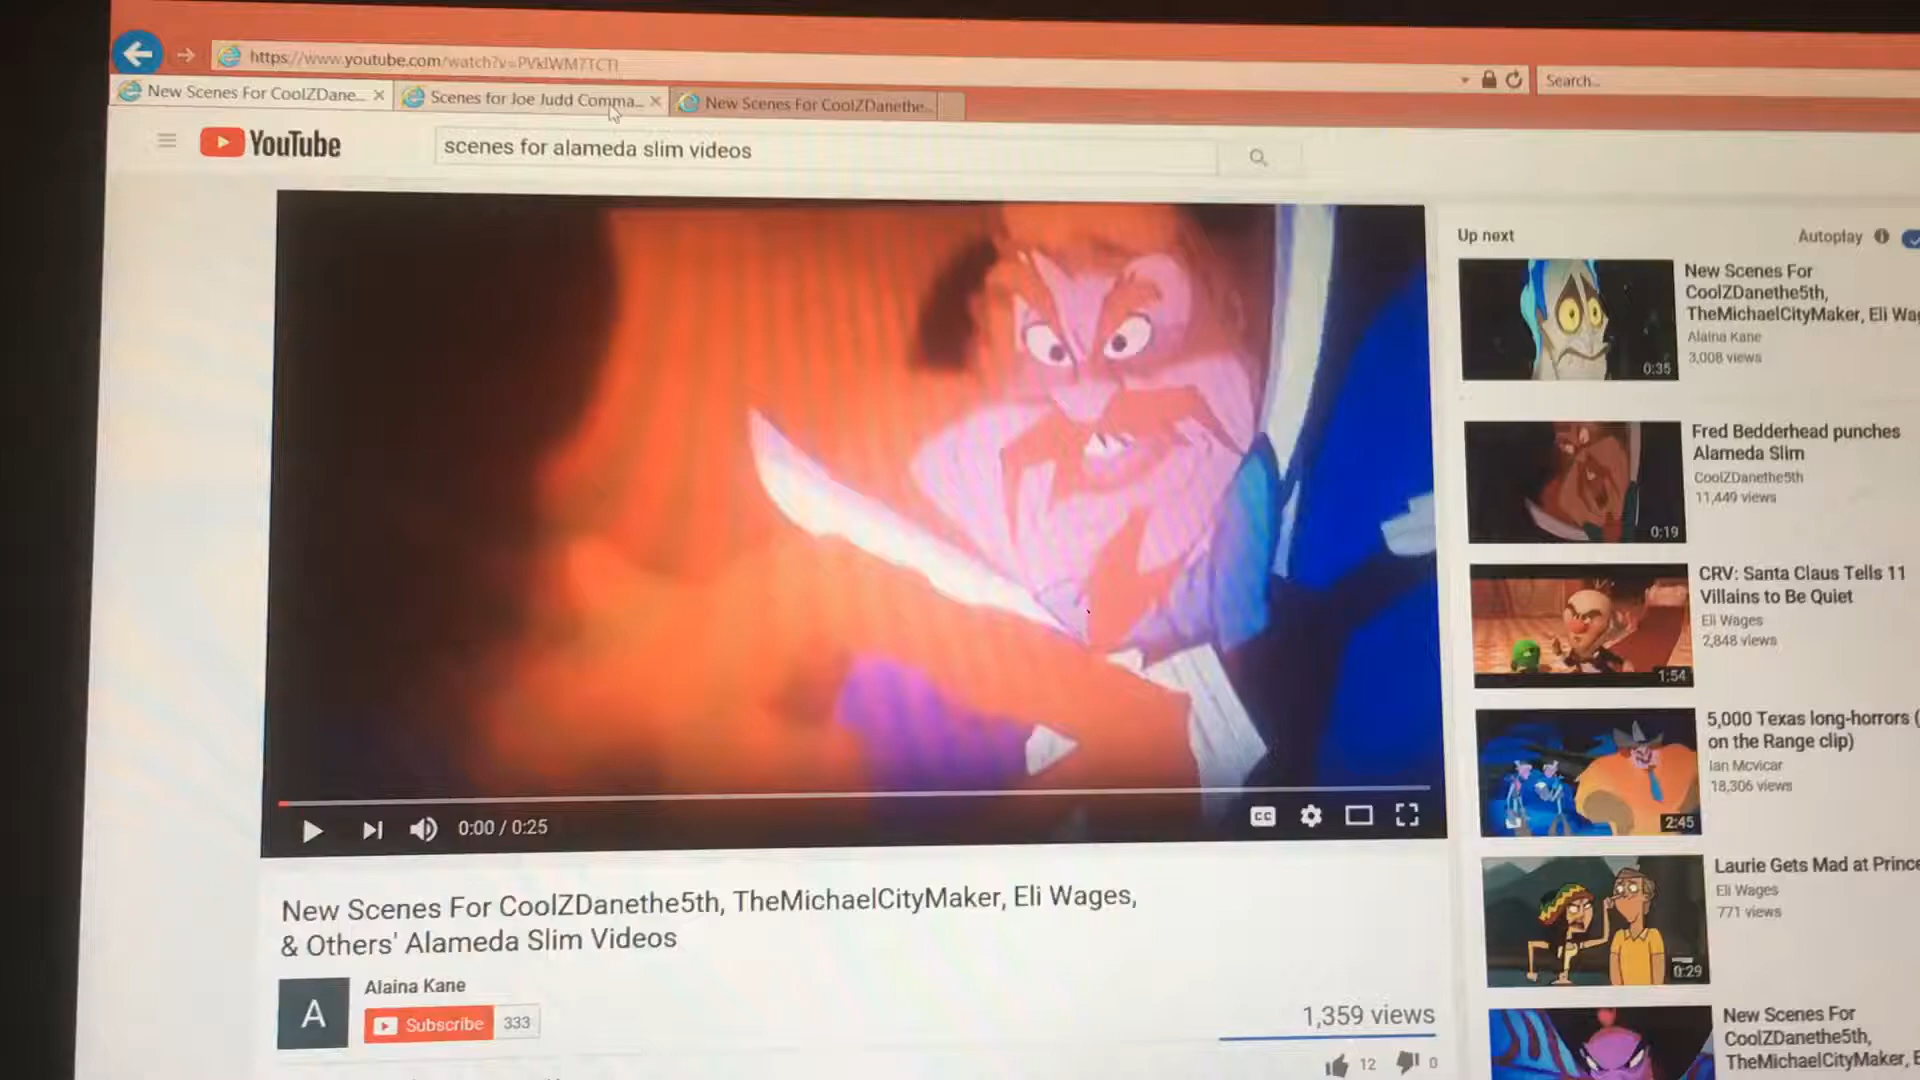 https://www.youtube.com/watch?v=PVklWM7TCTI
Search...
New Scenes For CoolZDane...
Scenes for Joe Judd Comma...
New Scenes For CoolZDanethe...
YouTube
scenes for alameda slim videos
Up next
Autoplay
New Scenes For
CoolZDanethe5th,
TheMichaelCityMaker, Eli Wag
Alaina Kane
3,008 views
0:35
Fred Bedderhead punches
Alameda Slim
CoolZDanethe5th
11,449 views
0:19
CRV: Santa Claus Tells 11
Villains to Be Quiet
Eli Wages
2,848 views
1:54
5,000 Texas long-horrors (
on the Range clip)
Ian Mcvicar
18,306 views
2:45
Laurie Gets Mad at Prince
Eli Wages
771 views
0:29
New Scenes For
CoolZDanethe5th,
TheMichaelCityMaker, E
0:00 / 0:25
CC
New Scenes For CoolZDanethe5th, TheMichaelCityMaker, Eli Wages,
& Others' Alameda Slim Videos
A
Alaina Kane
Subscribe 333
1,359 views
12 0